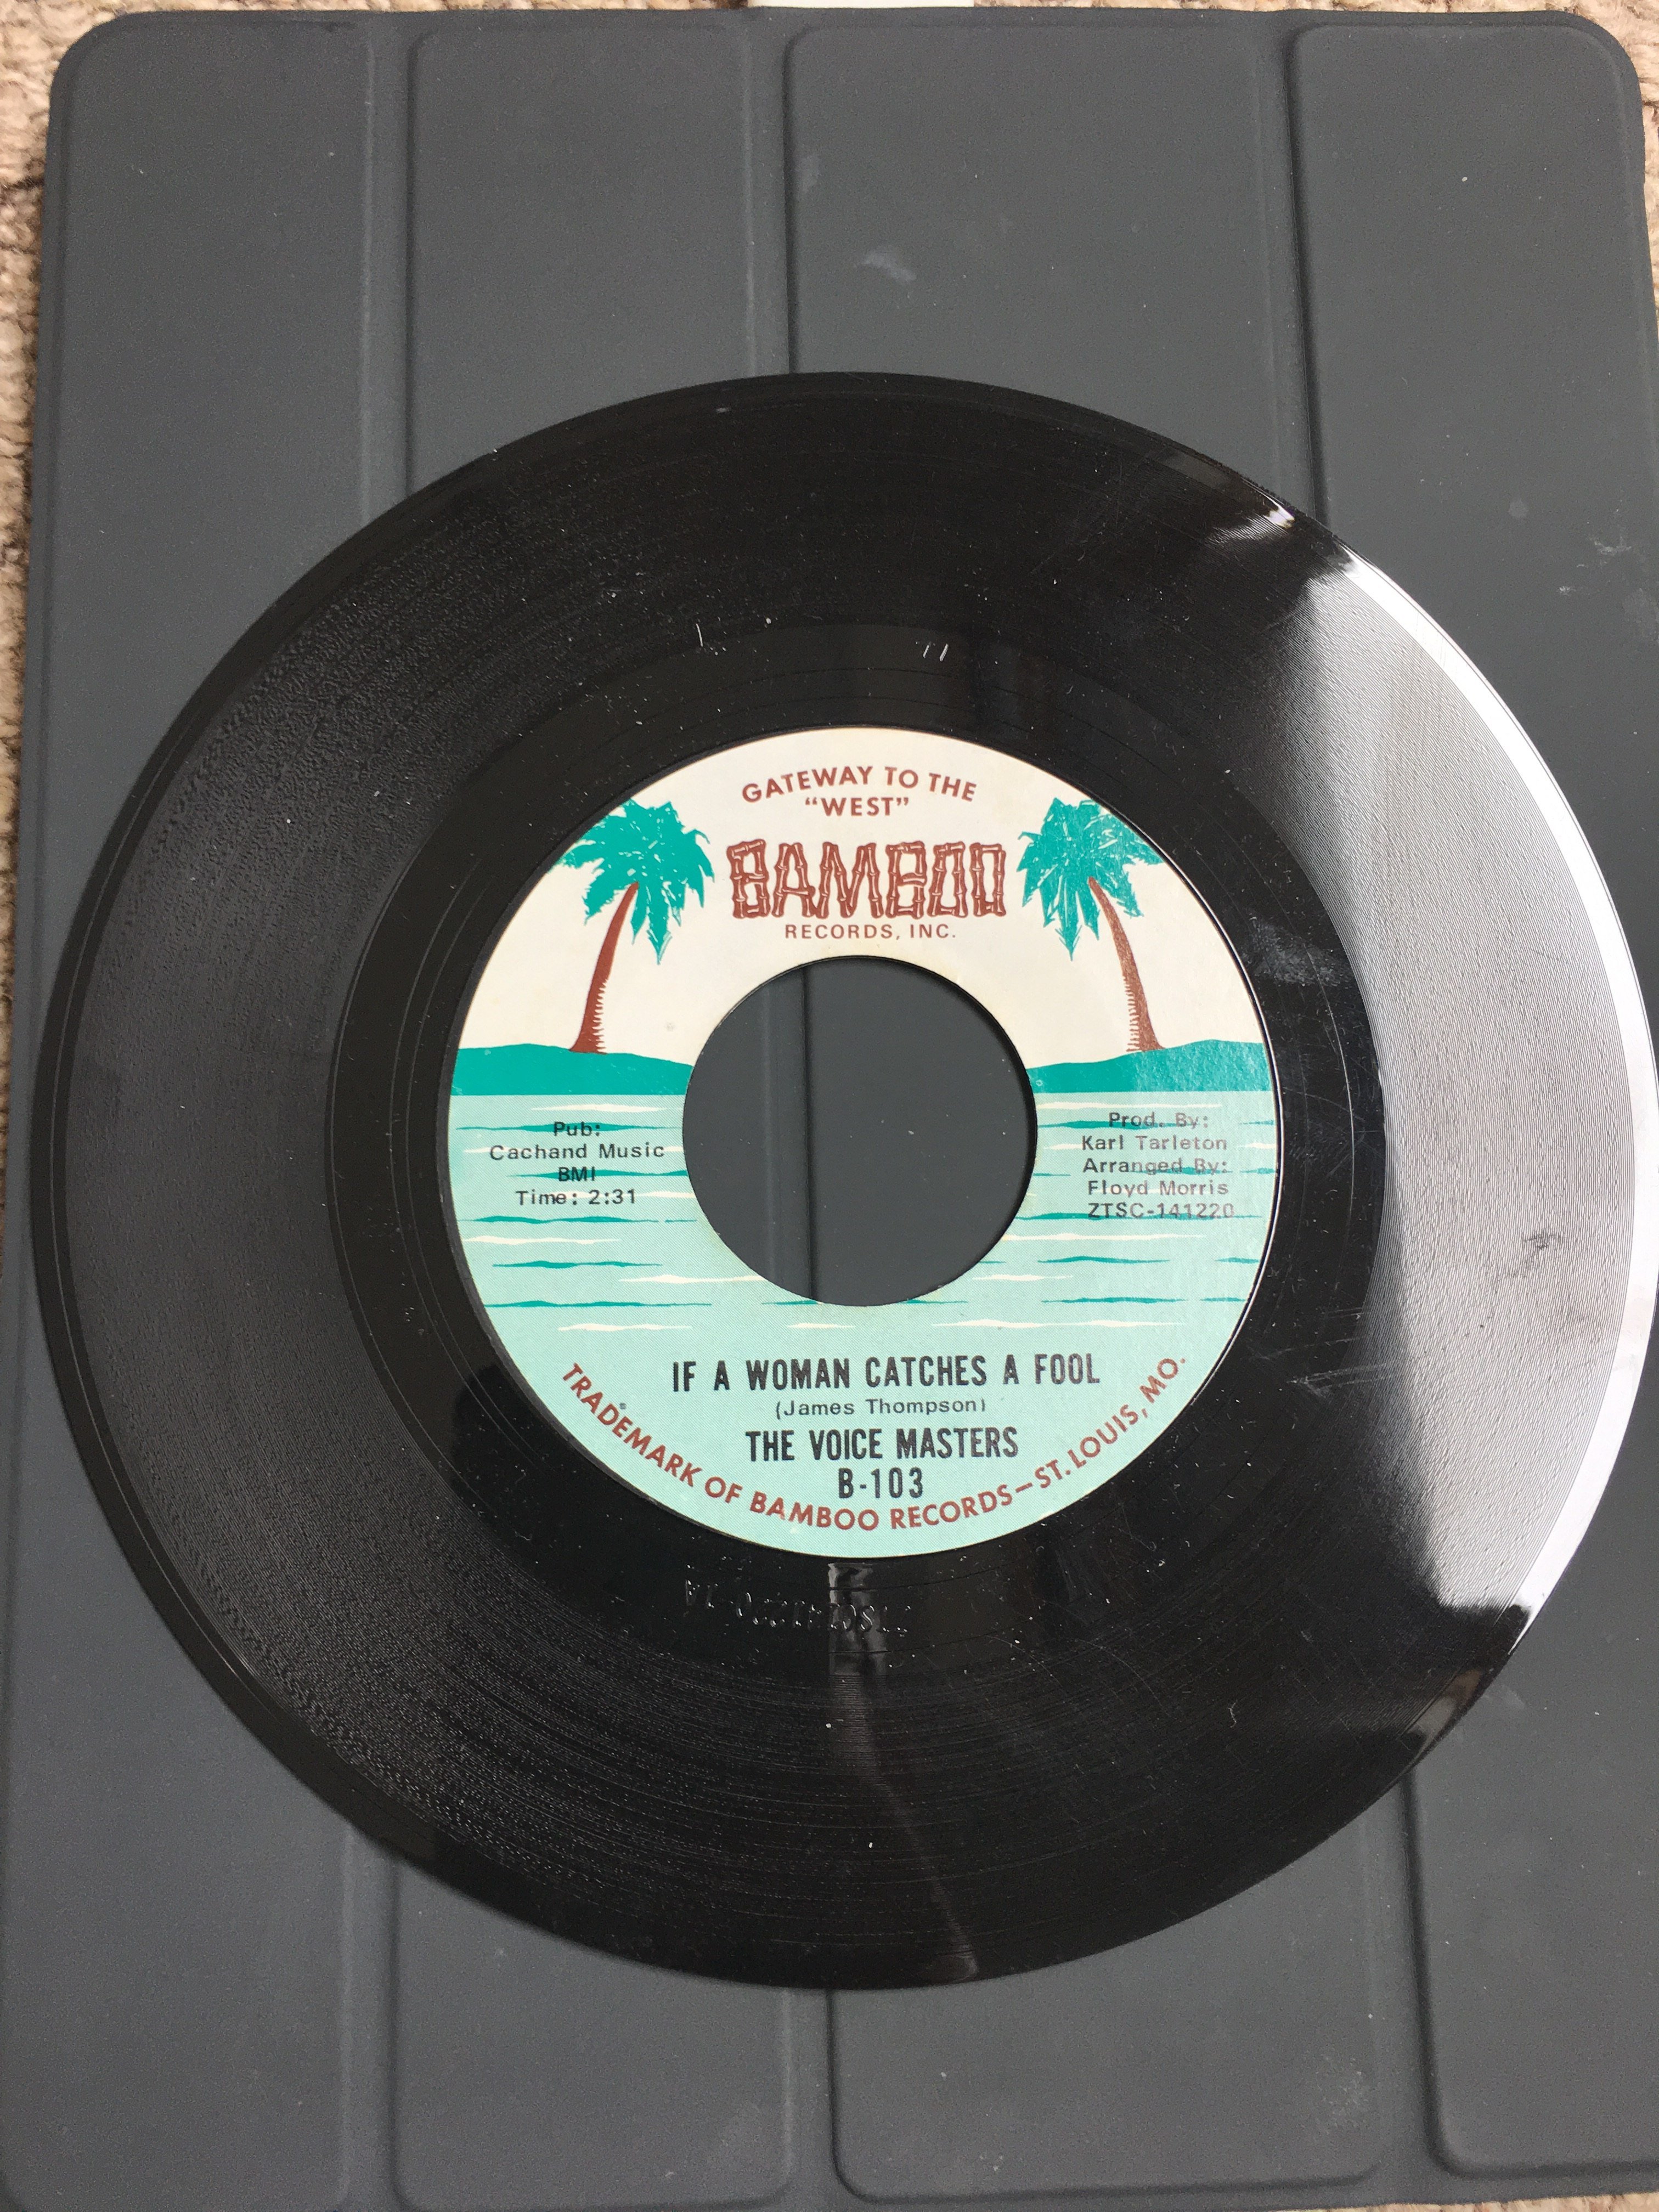 GATEWAY TO THE
"WEST"
BAMBOO
RECORDS, INC.
Pub:
Cachand Music
BMI
Time: 2:31
Prod. By:
Karl Tarleton
Arranged By:
Floyd Morris
ZTSC-141220
IF A WOMAN CATCHES A FOOL
(James Thompson)
THE VOICE MASTERS
B-103
TRADEMARK OF BAMBOO RECORDS—ST. LOUIS, MO.